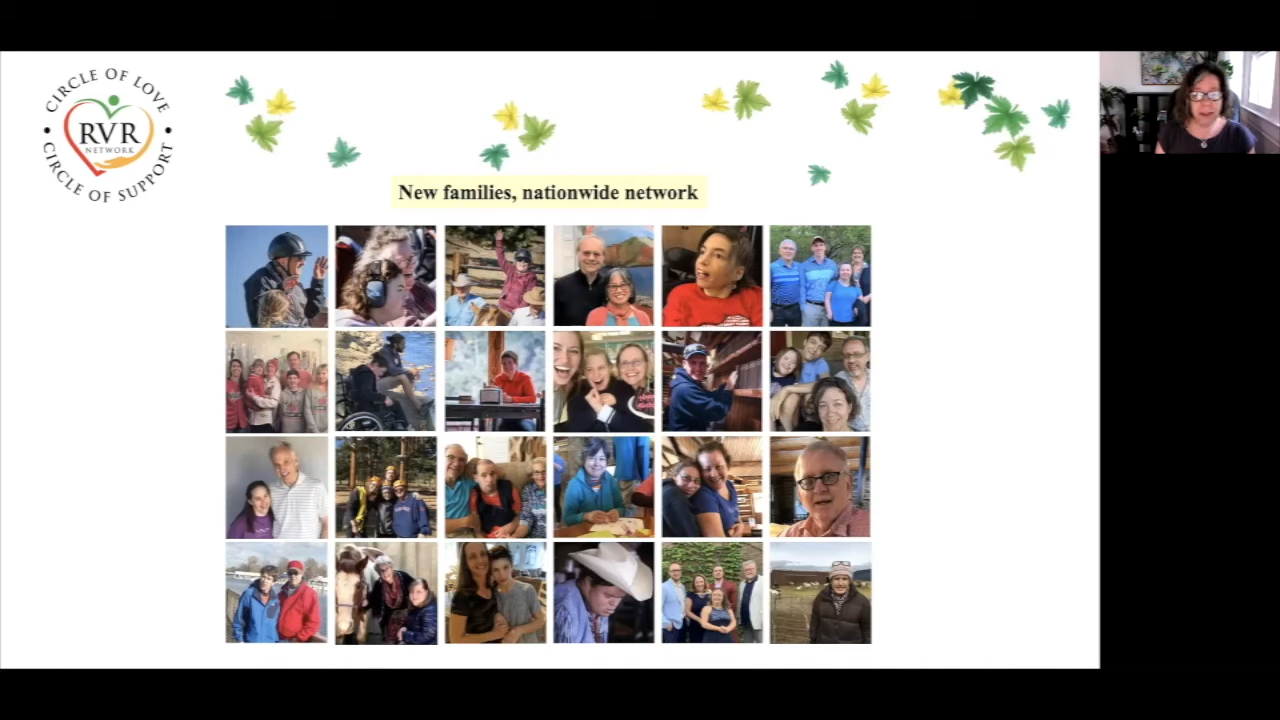 CIRCLE OF LOVE
RVR
NETWORK
CIRCLE OF SUPPORT
New families, nationwide network